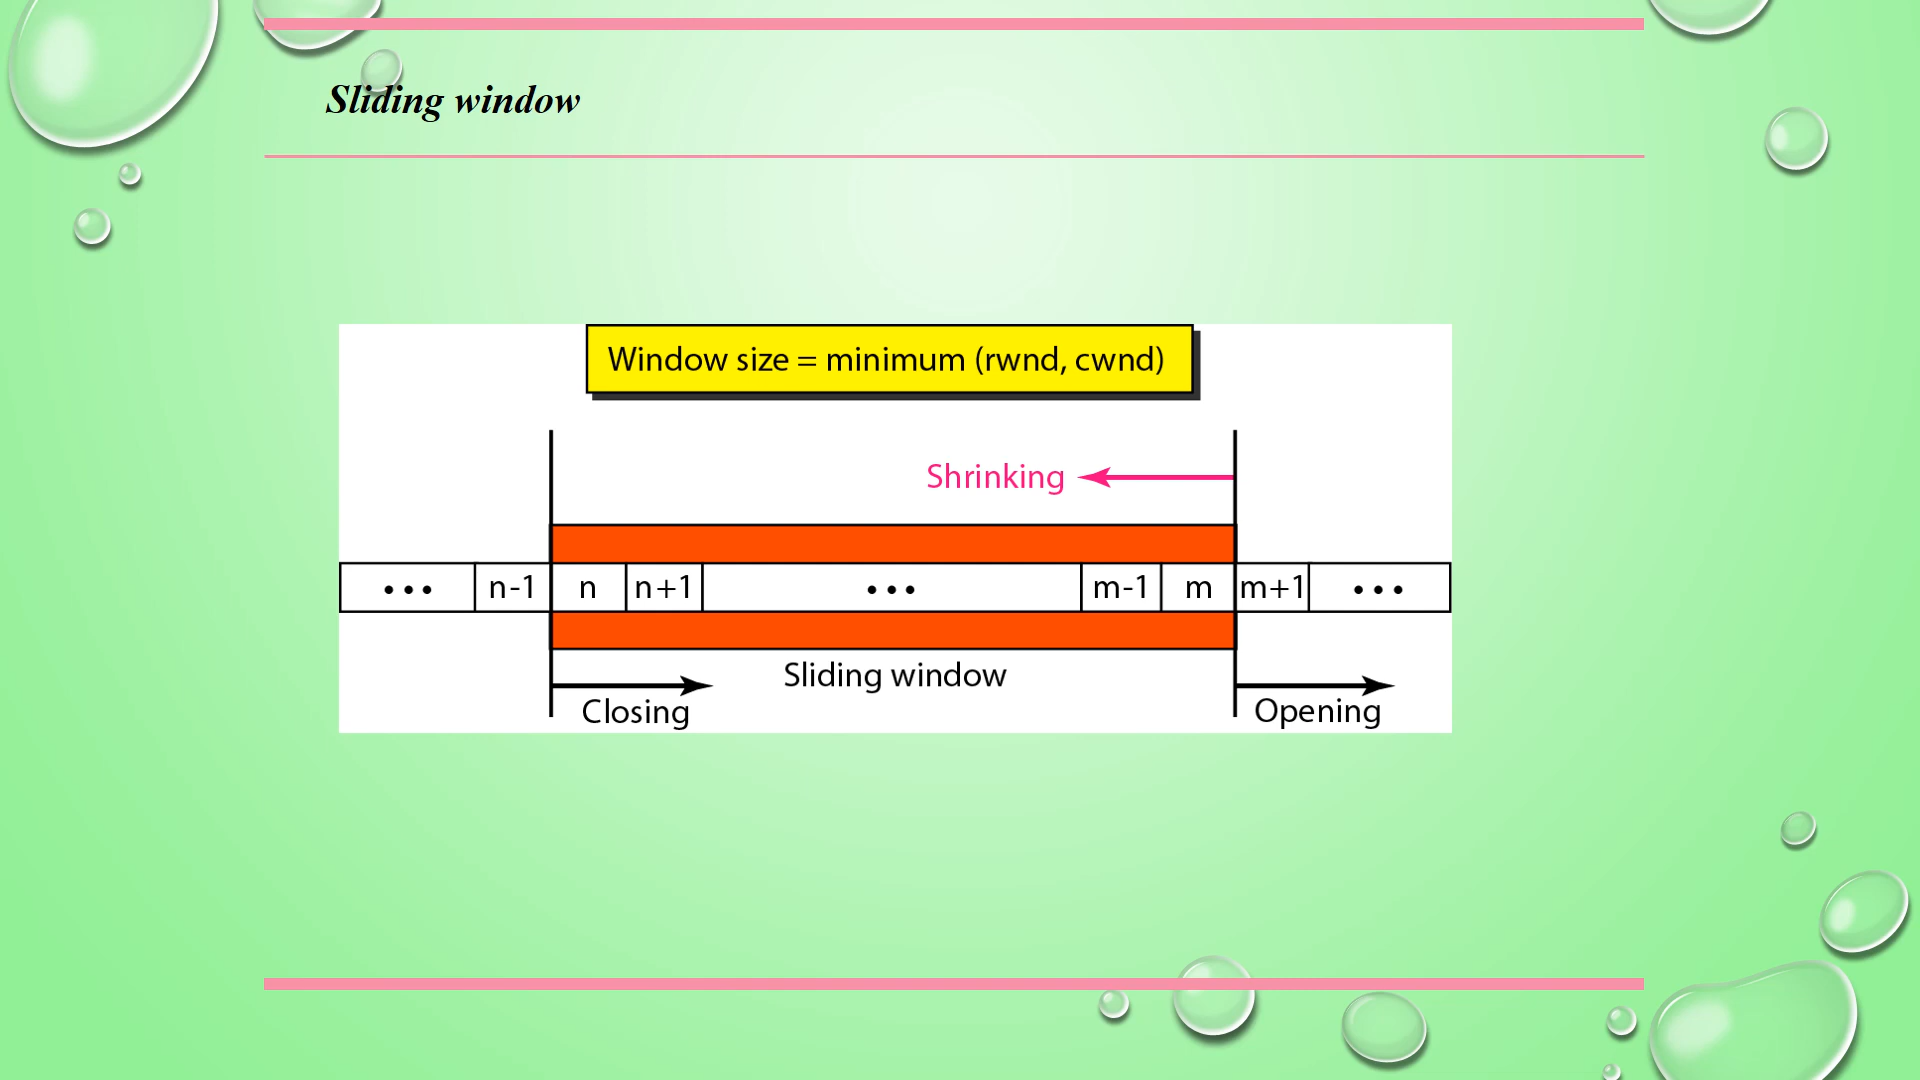 Sliding window
Window size = minimum (rwnd, cwnd)
Shrinking
••• n-1 n n+1 ••• m-1 m m+1 •••
Sliding window
Closing
Opening